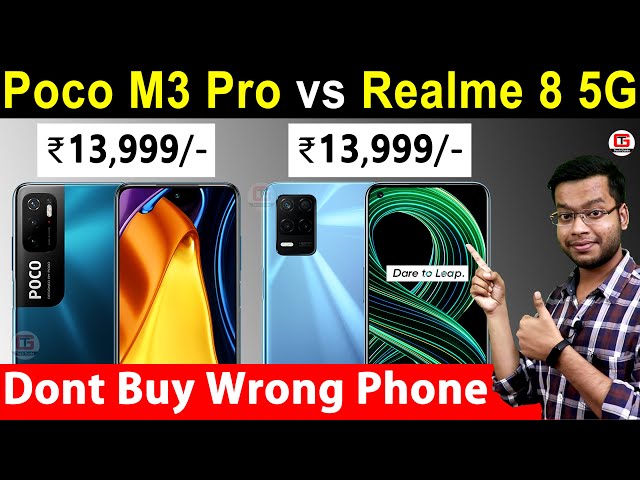 Poco M3 Pro vs Realme 8 5G
₹13,999/-
₹13,999/-
POCO
Dare to Leap.
Dont Buy Wrong Phone